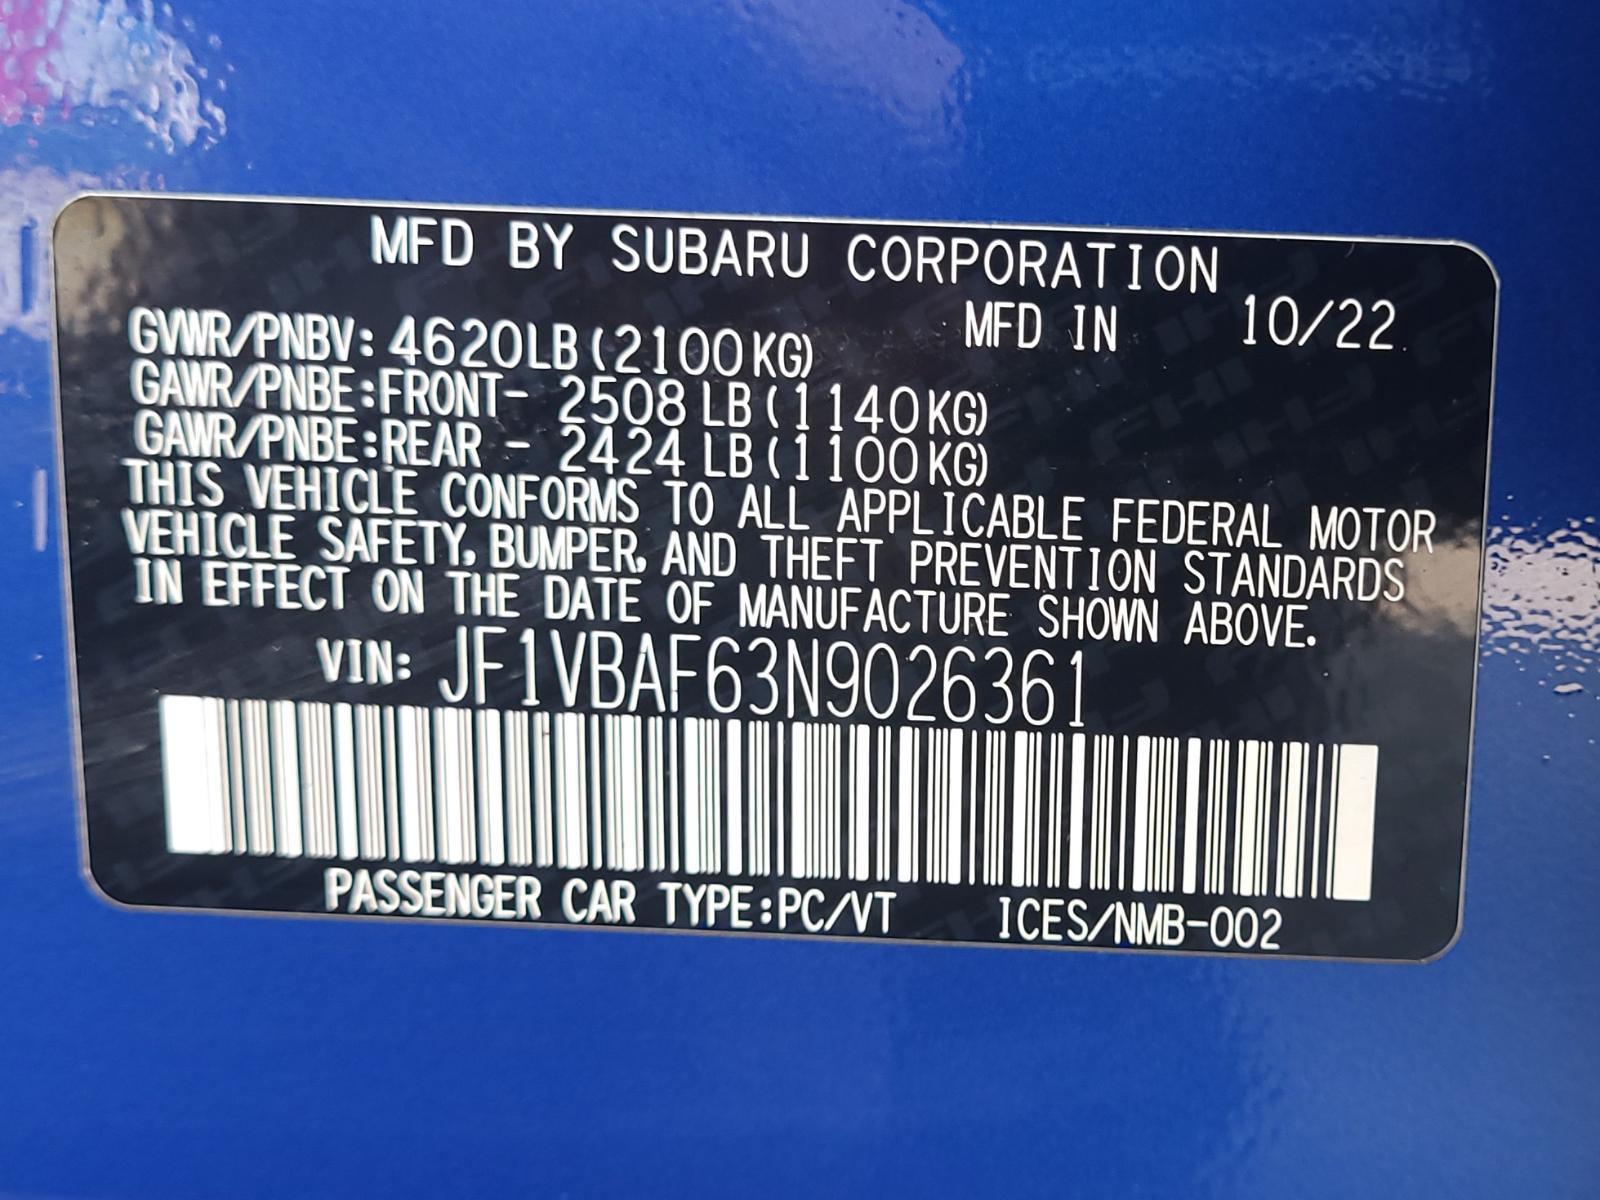 MFD BY SUBARU CORPORATION
MFD IN 10/22
GVWR/PNBV: 4620LB (2100KG)
GAWR/PNBE:FRONT- 2508 LB (1140KG)
GAWR/PNBE:REAR - 2424 LB (1100KG)
THIS VEHICLE CONFORMS TO ALL APPLICABLE FEDERAL MOTOR
VEHICLE SAFETY, BUMPER, AND THEFT PREVENTION STANDARDS
IN EFFECT ON THE DATE OF MANUFACTURE SHOWN ABOVE.
VIN: JF1VBAF63N9026361
PASSENGER CAR TYPE:PC/VT ICES/NMB-002